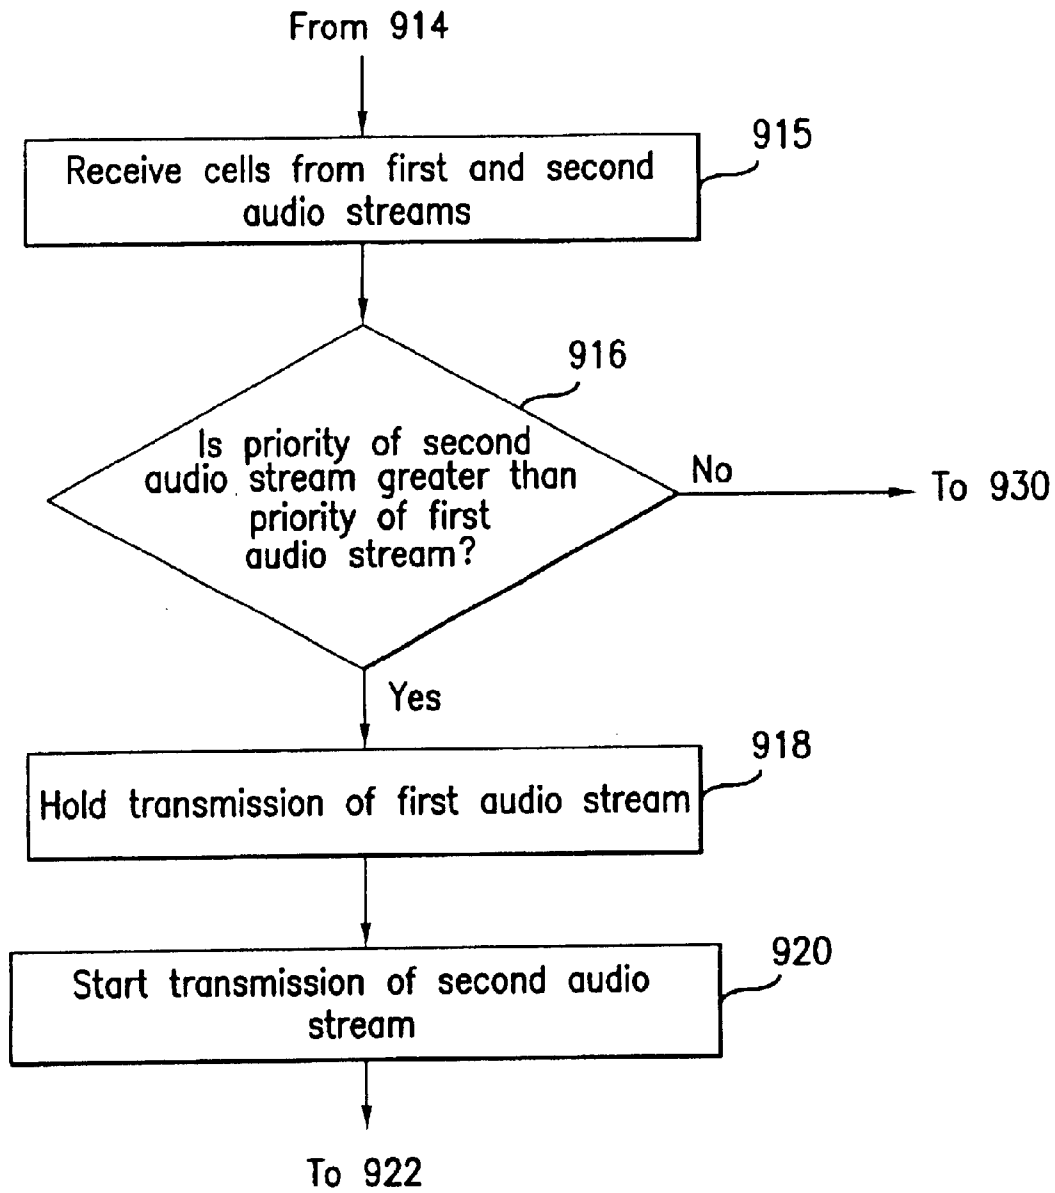 From 914
915
Receive cells from first and second
audio streams
916
Is priority of second
audio stream greater than
priority of first
audio stream?
No
To 930
Yes
918
Hold transmission of first audio stream
920
Start transmission of second audio
stream
To 922